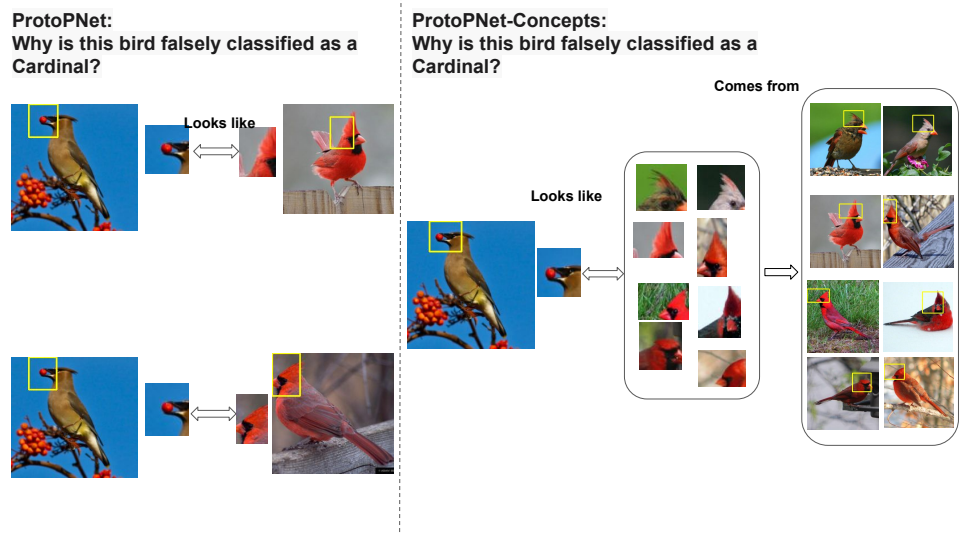 ProtoPNet:
Why is this bird falsely classified as a
Cardinal?
Looks like
ProtoPNet-Concepts:
Why is this bird falsely classified as a
Cardinal?
Comes from
Looks like